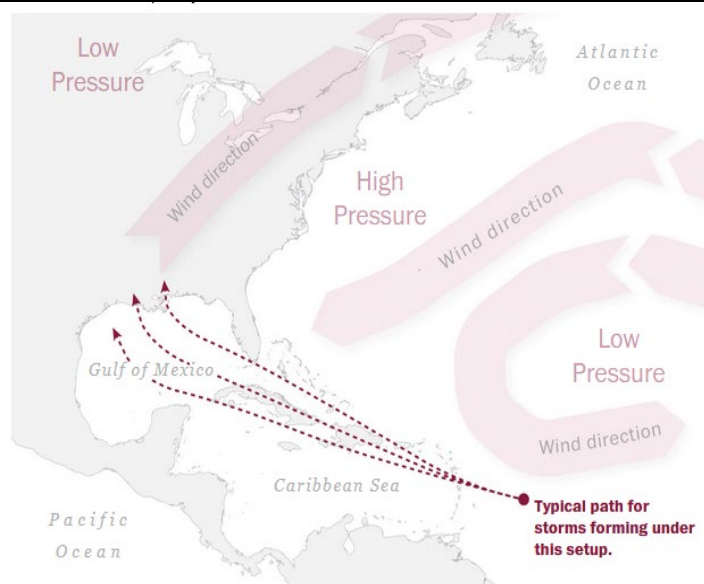 Low
Pressure
Atlantic
Ocean
Wind direction
High
Pressure
Wind direction
Low
Pressure
Gulf of Mexico
Wind direction
Caribbean Sea
Typical path for
storms forming under
this setup.
Pacific
Ocean